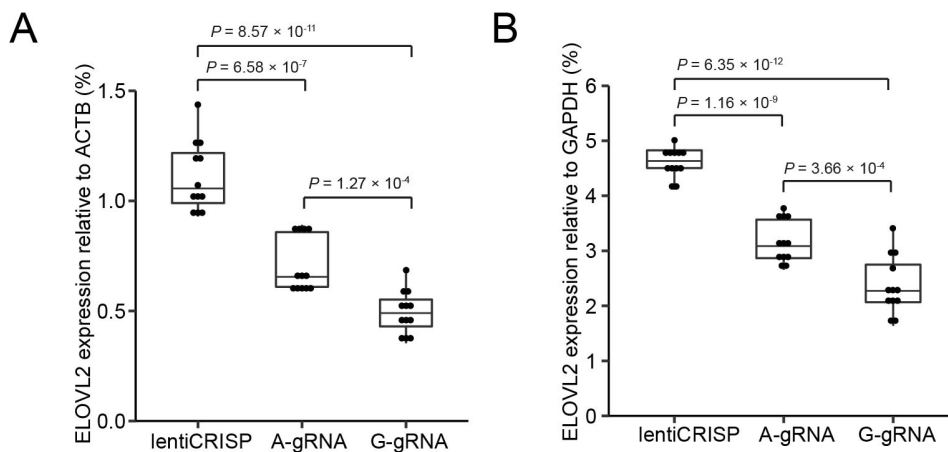 A
P = 8.57 × 10-11
P = 6.58 × 10-7
P = 1.27 × 10-4
ELOVL2 expression relative to ACTB (%)
1.5
1.0
0.5
0.0
lentiCRISP A-gRNA G-gRNA
B
P = 6.35 × 10-12
P = 1.16 × 10-9
P = 3.66 × 10-4
ELOVL2 expression relative to GAPDH (%)
6
5
4
3
2
1
0
lentiCRISP A-gRNA G-gRNA